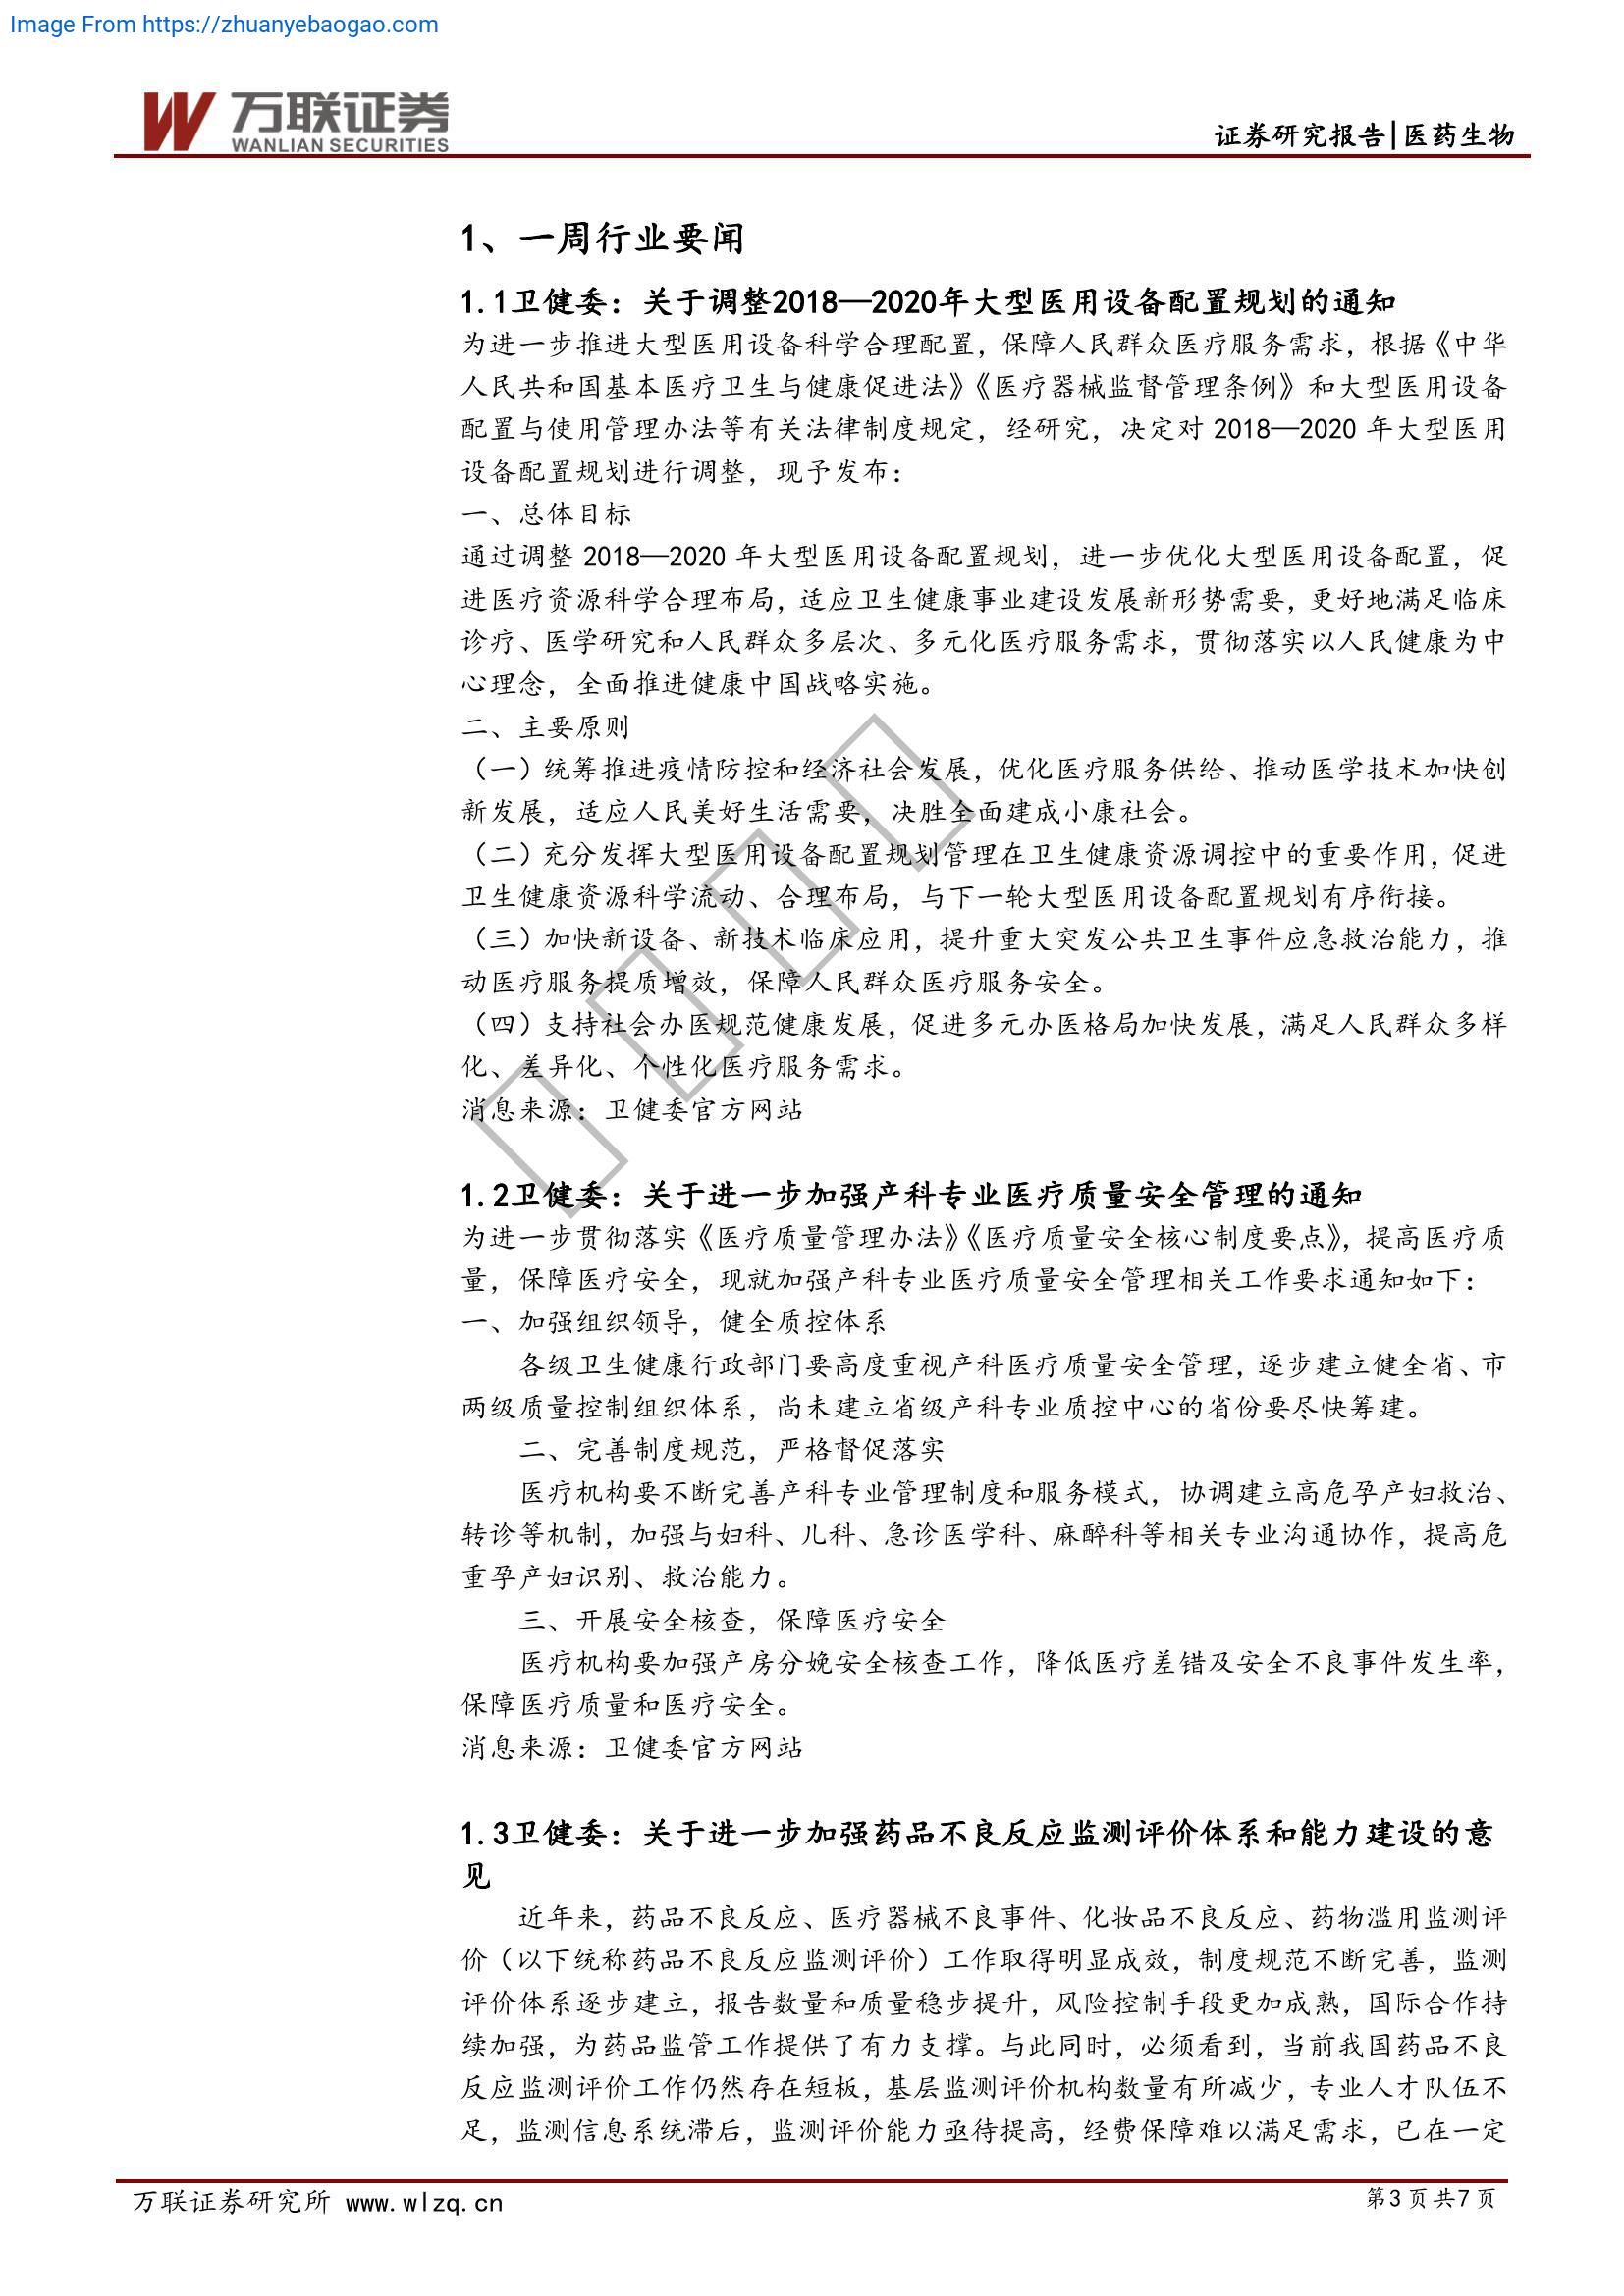 Image From https://zhuanyebaogao.com
万联证券
WANLIAN SECURITIES
证券研究报告|医药生物
1、一周行业要闻
1.1卫健委：关于调整2018—2020年大型医用设备配置规划的通知
为进一步推进大型医用设备科学合理配置，保障人民群众医疗服务需求，根据《中华
人民共和国基本医疗卫生与健康促进法》《医疗器械监督管理条例》和大型医用设备
配置与使用管理办法等有关法律制度规定，经研究，决定对 2018—2020 年大型医用
设备配置规划进行调整，现予发布：
一、总体目标
通过调整 2018—2020 年大型医用设备配置规划，进一步优化大型医用设备配置，促
进医疗资源科学合理布局，适应卫生健康事业建设发展新形势需要，更好地满足临床
诊疗、医学研究和人民群众多层次、多元化医疗服务需求，贯彻落实以人民健康为中
心理念，全面推进健康中国战略实施。
二、主要原则
（一）统筹推进疫情防控和经济社会发展，优化医疗服务供给、推动医学技术加快创
新发展，适应人民美好生活需要，决胜全面建成小康社会。
（二）充分发挥大型医用设备配置规划管理在卫生健康资源调控中的重要作用，促进
卫生健康资源科学流动、合理布局，与下一轮大型医用设备配置规划有序衔接。
（三）加快新设备、新技术临床应用，提升重大突发公共卫生事件应急救治能力，推
动医疗服务提质增效，保障人民群众医疗服务安全。
（四）支持社会办医规范健康发展，促进多元办医格局加快发展，满足人民群众多样
化、差异化、个性化医疗服务需求。
消息来源：卫健委官方网站
1.2卫健委：关于进一步加强产科专业医疗质量安全管理的通知
为进一步贯彻落实《医疗质量管理办法》《医疗质量安全核心制度要点》，提高医疗质
量，保障医疗安全，现就加强产科专业医疗质量安全管理相关工作要求通知如下：
一、加强组织领导，健全质控体系
各级卫生健康行政部门要高度重视产科医疗质量安全管理，逐步建立健全省、市
两级质量控制组织体系，尚未建立省级产科专业质控中心的省份要尽快筹建。
二、完善制度规范，严格督促落实
医疗机构要不断完善产科专业管理制度和服务模式，协调建立高危孕产妇救治、
转诊等机制，加强与妇科、儿科、急诊医学科、麻醉科等相关专业沟通协作，提高危
重孕产妇识别、救治能力。
三、开展安全核查，保障医疗安全
医疗机构要加强产房分娩安全核查工作，降低医疗差错及安全不良事件发生率，
保障医疗质量和医疗安全。
消息来源：卫健委官方网站
1.3卫健委：关于进一步加强药品不良反应监测评价体系和能力建设的意
见
近年来，药品不良反应、医疗器械不良事件、化妆品不良反应、药物滥用监测评
价（以下统称药品不良反应监测评价）工作取得明显成效，制度规范不断完善，监测
评价体系逐步建立，报告数量和质量稳步提升，风险控制手段更加成熟，国际合作持
续加强，为药品监管工作提供了有力支撑。与此同时，必须看到，当前我国药品不良
反应监测评价工作仍然存在短板，基层监测评价机构数量有所减少，专业人才队伍不
足，监测信息系统滞后，监测评价能力亟待提高，经费保障难以满足需求，已在一定
万联证券研究所 www.wlzq.cn
第3页共7页